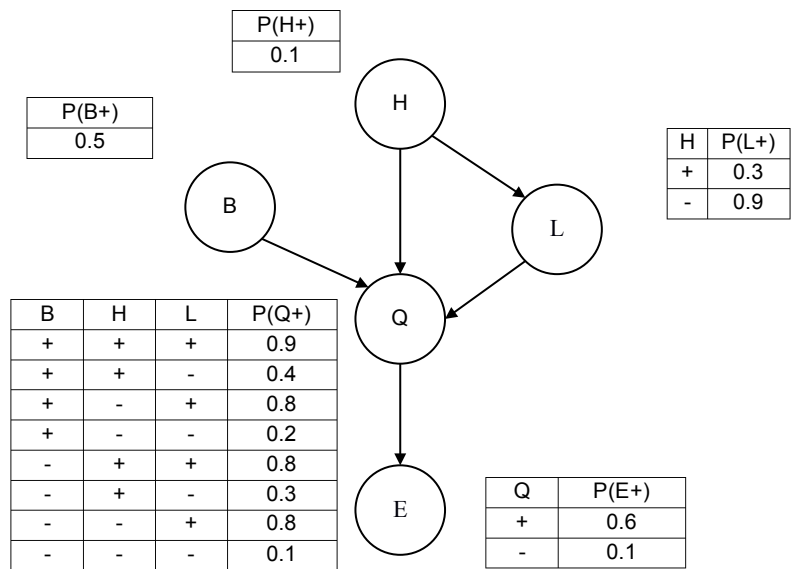 P(H+)
0.1
H
P(B+)
0.5
H P(L+)
+ 0.3
- 0.9
B
L
B H L P(Q+)
+ + + 0.9
+ + - 0.4
+ - + 0.8
+ - - 0.2
- + + 0.8
- + - 0.3
- - + 0.8
- - - 0.1
Q
E
Q P(E+)
+ 0.6
- 0.1